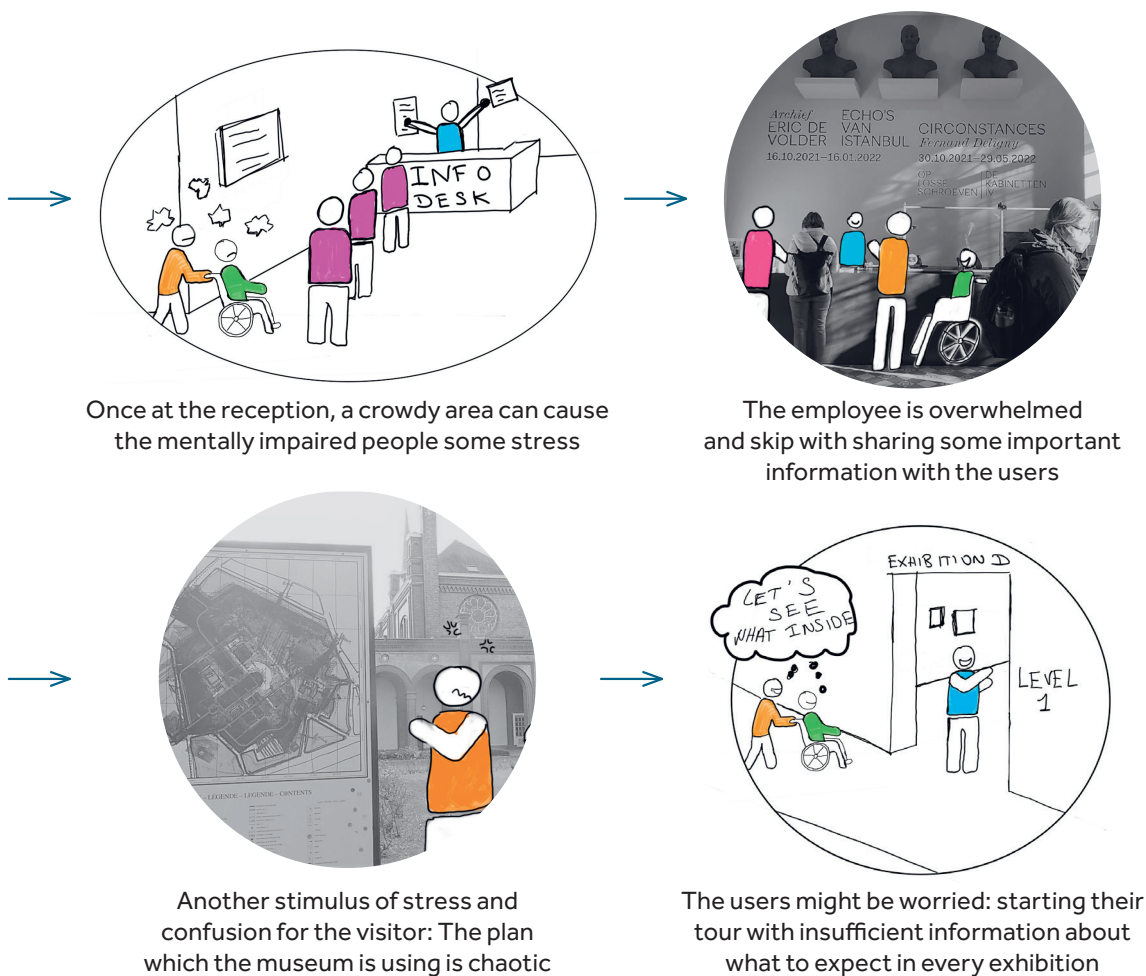 INFO
DESK
Once at the reception, a crowdy area can cause
the mentally impaired people some stress
Archief
ERIC DE
VOLDER
16.10.2021–16.01.2022
ECHO'S
VAN
ISTANBUL
CIRCONSTANCES
Fernand Deligny
30.10.2021–29.05.2022
OP
LOSSE
SCHROEVEN
DE
KABINETTEN
IV
The employee is overwhelmed
and skip with sharing some important
information with the users
LEGENDE - LEGENDE - CONTENTS
Another stimulus of stress and
confusion for the visitor: The plan
which the museum is using is chaotic
EXHIBITION D
LET'S
SEE
WHAT INSIDE
LEVEL
1
The users might be worried: starting their
tour with insufficient information about
what to expect in every exhibition